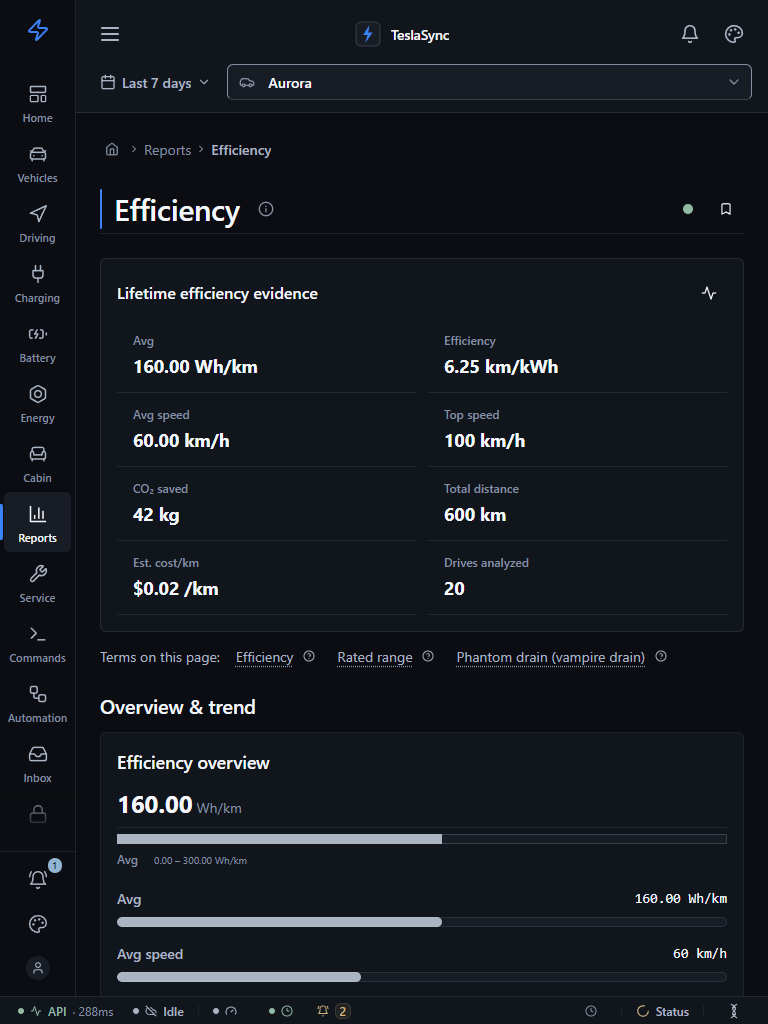 TeslaSync
Last 7 days
Aurora
Home
Vehicles
Driving
Charging
Battery
Energy
Cabin
Reports
Service
Commands
Automation
Inbox
1
Reports > Efficiency
Efficiency
Lifetime efficiency evidence
Avg
160.00 Wh/km
Efficiency
6.25 km/kWh
Avg speed
60.00 km/h
Top speed
100 km/h
CO₂ saved
42 kg
Total distance
600 km
Est. cost/km
$0.02 /km
Drives analyzed
20
Terms on this page: Efficiency Rated range Phantom drain (vampire drain)
Overview & trend
Efficiency overview
160.00 Wh/km
Avg 0.00 – 300.00 Wh/km
Avg 160.00 Wh/km
Avg speed 60 km/h
API · 288ms Idle 2 Status